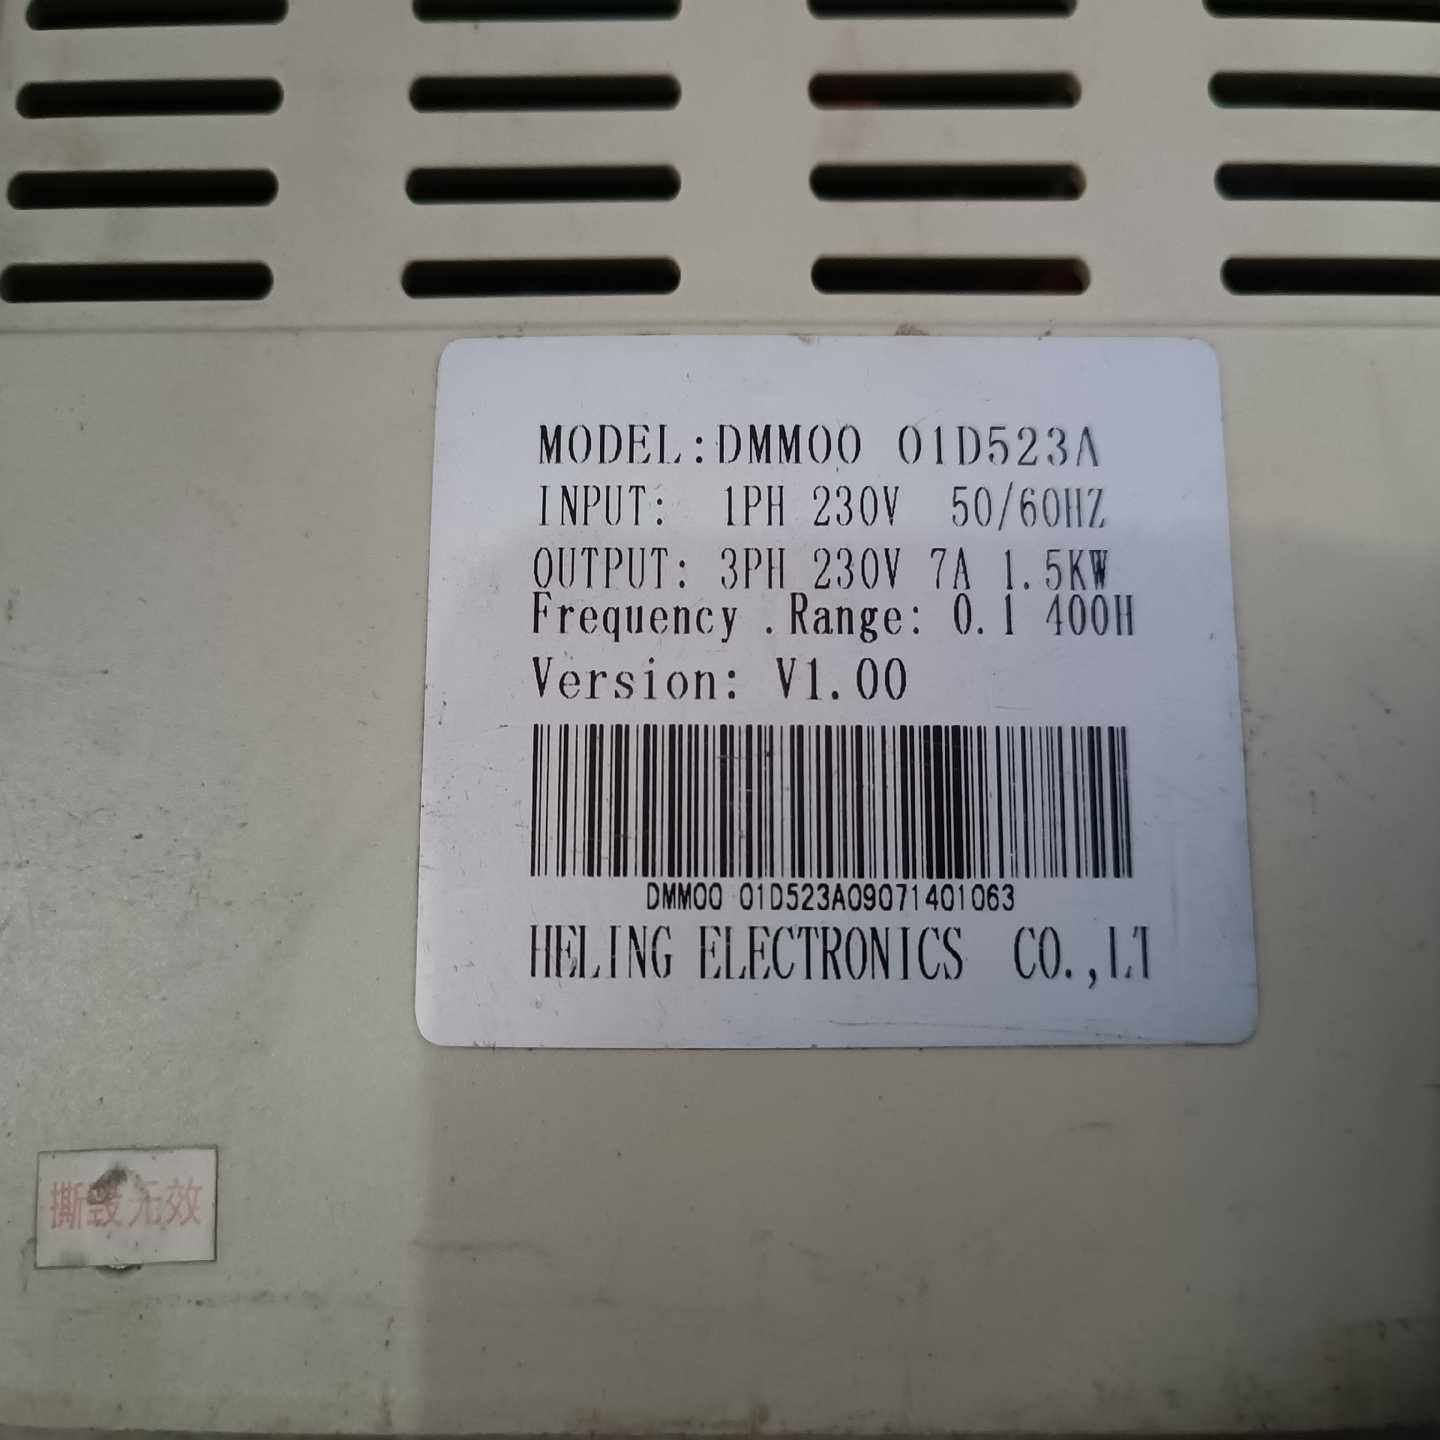 MODEL:DMM00 01D523A
INPUT: 1PH 230V 50/60HZ
OUTPUT: 3PH 230V 7A 1.5KW
Frequency .Range: 0.1 400H
Version: V1.00
DMM00 01D523A09071401063
HELING ELECTRONICS CO.,LT
撕毁无效